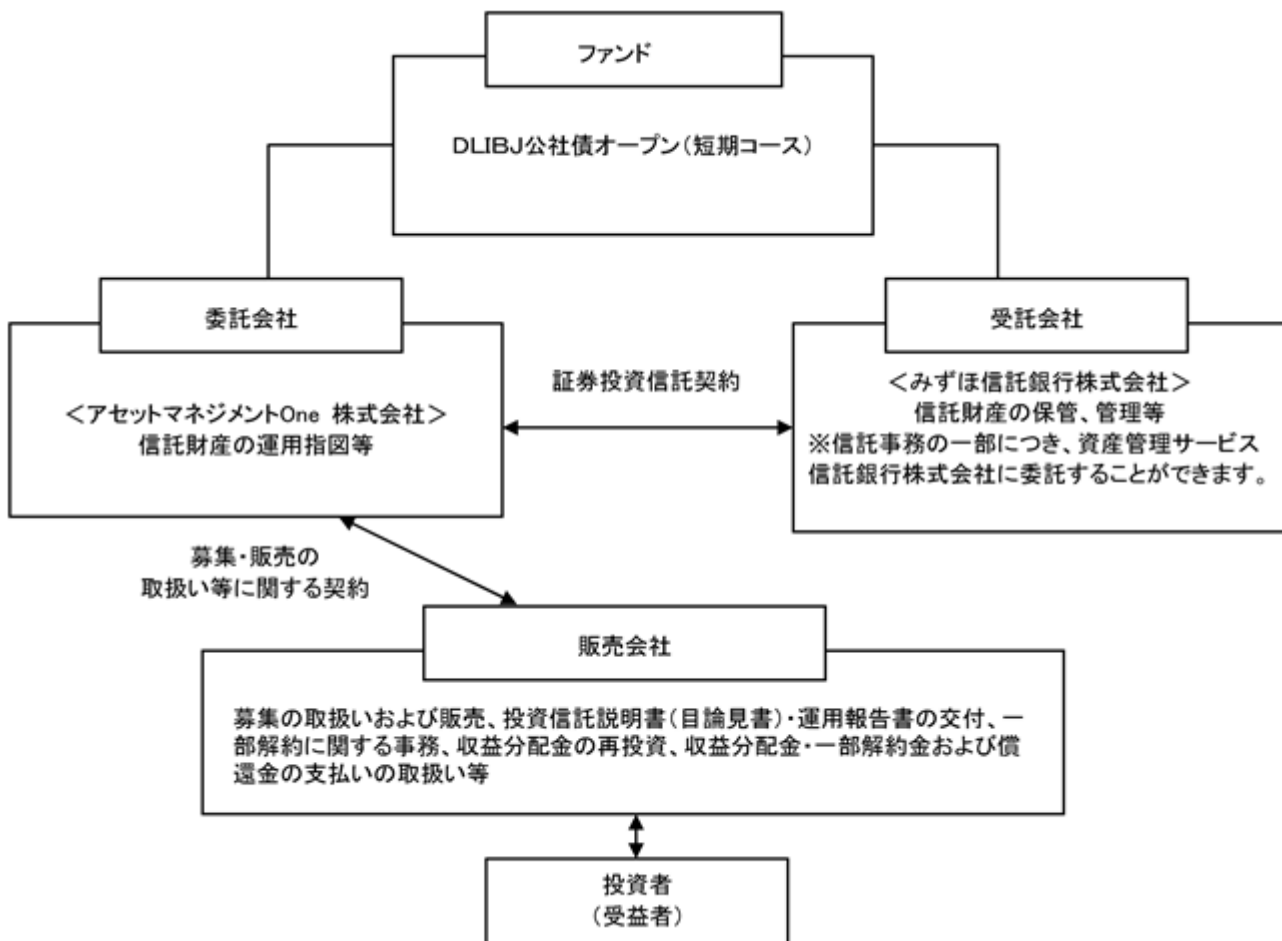 ファンド
DLIBJ公社債オープン(短期コース)
委託会社
<アセットマネジメントOne 株式会社>
信託財産の運用指図等
証券投資信託契約
受託会社
<みずほ信託銀行株式会社>
信託財産の保管、管理等
※信託事務の一部につき、資産管理サービス
信託銀行株式会社に委託することができます。
募集・販売の
取扱い等に関する契約
販売会社
募集の取扱いおよび販売、投資信託説明書(目論見書)・運用報告書の交付、一
部解約に関する事務、収益分配金の再投資、収益分配金・一部解約金および償
還金の支払いの取扱い等
投資者
(受益者)